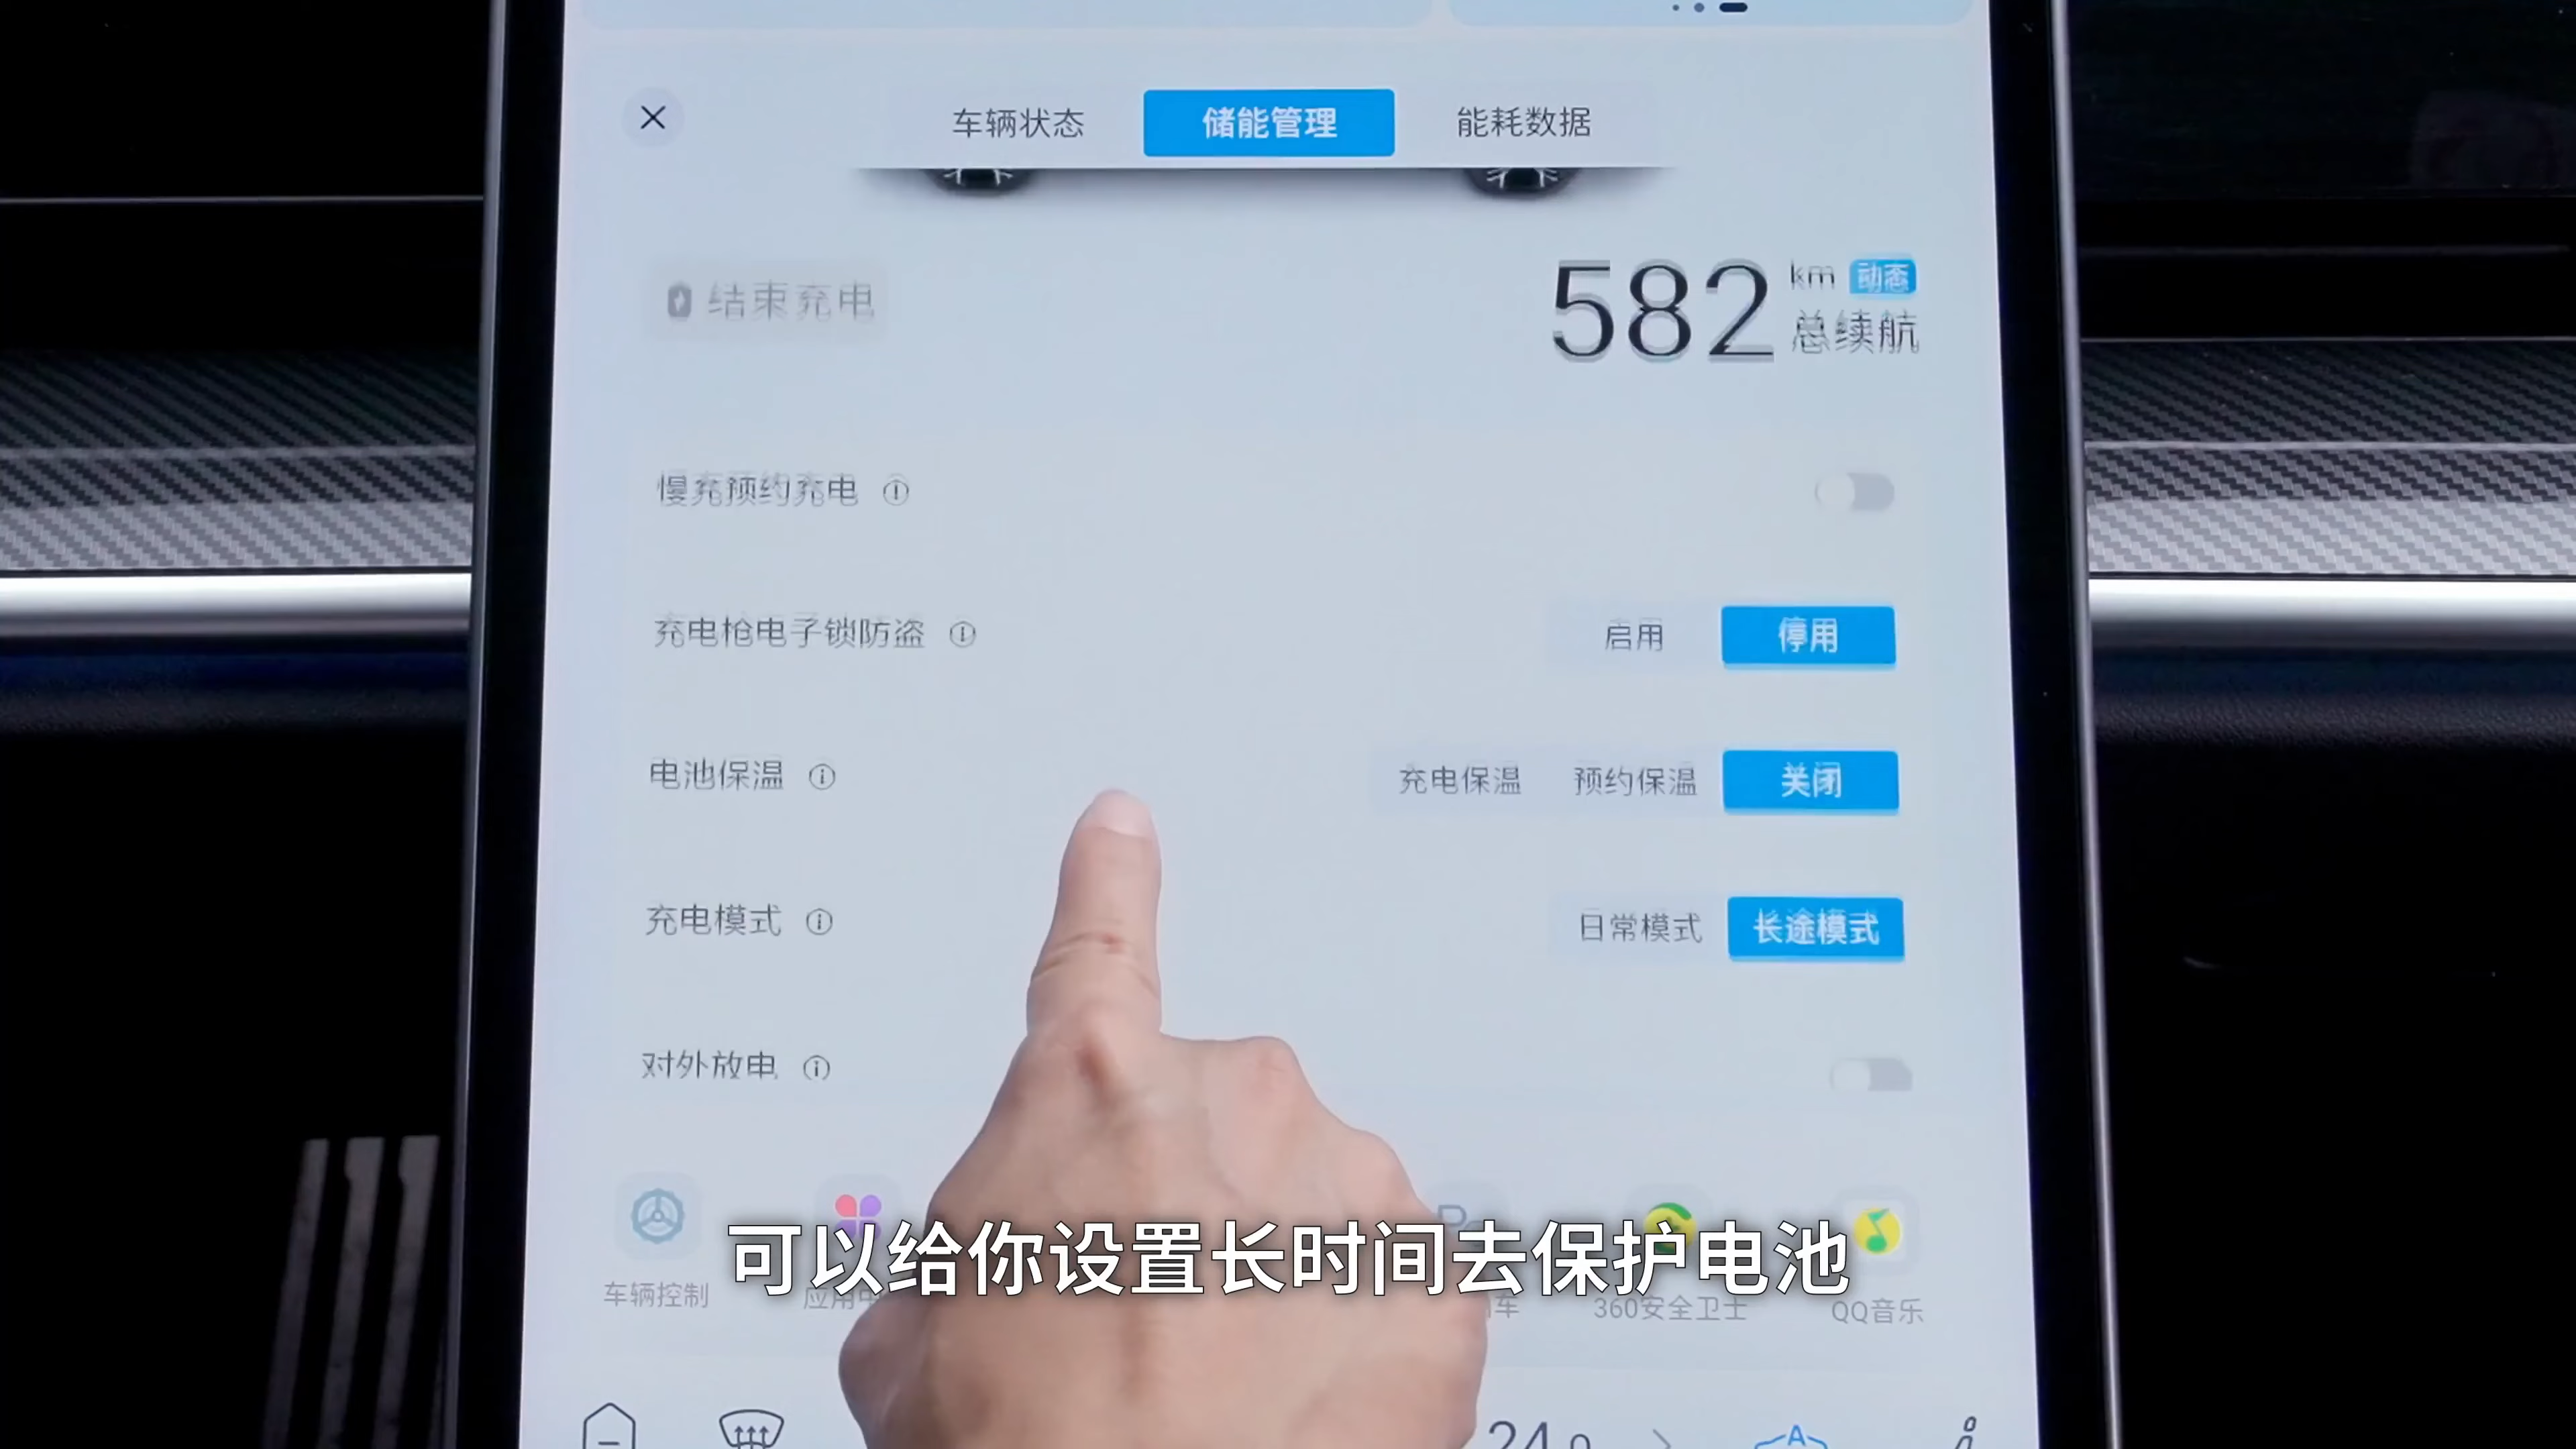 车辆状态 储能管理 能耗数据
结束充电
582 km 动态
总续航
慢充预约充电
充电枪电子锁防盗 启用 停用
电池保温 充电保温 预约保温 关闭
充电模式 日常模式 长途模式
对外放电
可以给你设置长时间去保护电池
车辆控制 应用 车 360安全卫士 QQ音乐
24.0